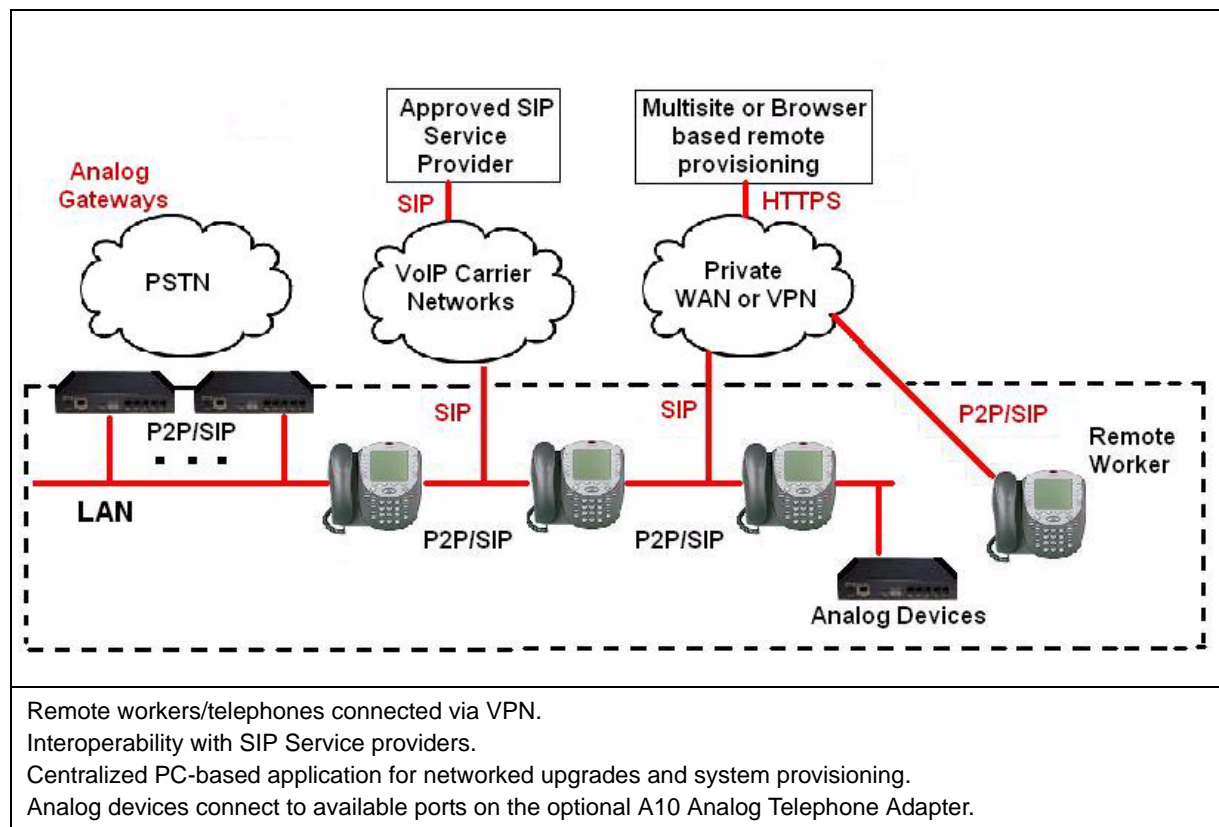 Approved SIP
Service
Provider
Multisite or Browser
based remote
provisioning
Analog
Gateways
SIP
HTTPS
PSTN
VoIP Carrier
Networks
Private
WAN or VPN
P2P/SIP
SIP
SIP
P2P/SIP
Remote
Worker
LAN
P2P/SIP
P2P/SIP
Analog Devices
Remote workers/telephones connected via VPN.
Interoperability with SIP Service providers.
Centralized PC-based application for networked upgrades and system provisioning.
Analog devices connect to available ports on the optional A10 Analog Telephone Adapter.